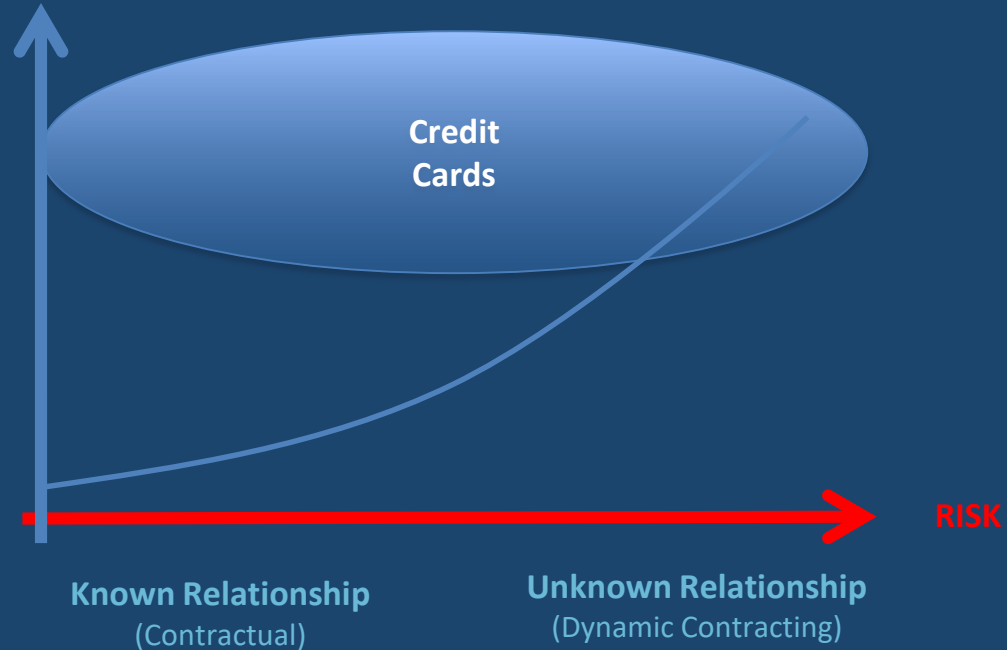 Credit
Cards
RISK
Known Relationship
(Contractual)
Unknown Relationship
(Dynamic Contracting)